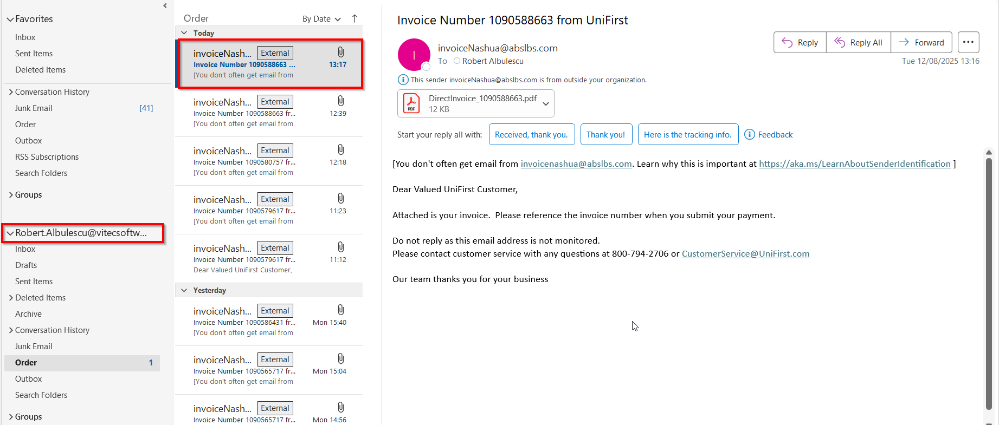 Favorites
Inbox
Sent Items
Deleted Items
Conversation History
Junk Email [41]
Order
Outbox
RSS Subscriptions
Search Folders
Groups
Robert.Albulescu@vitecsoftw...
Inbox
Drafts
Sent Items
Deleted Items
Archive
Conversation History
Junk Email
Order 1
Outbox
Search Folders
Groups
Order By Date
Today
invoiceNash... External
Invoice Number 1090588663 ... 13:17
[You don't often get email from
invoiceNash... External
Invoice Number 1090588663 fr... 12:39
[You don't often get email from
invoiceNash... External
Invoice Number 1090580757 fr... 12:18
[You don't often get email from
invoiceNash... External
Invoice Number 1090579617 fr... 11:23
[You don't often get email from
invoiceNash... External
Invoice Number 1090579617 fr... 11:12
Dear Valued UniFirst Customer,
Yesterday
invoiceNash... External
Invoice Number 1090586431 fr... Mon 15:40
[You don't often get email from
invoiceNash... External
Invoice Number 1090565717 fr... Mon 15:04
[You don't often get email from
invoiceNash... External
Invoice Number 1090565717 fr... Mon 14:56
Invoice Number 1090588663 from UniFirst
I
invoiceNashua@abslbs.com
To Robert Albulescu
Reply Reply All Forward ...
Tue 12/08/2025 13:16
This sender invoiceNashua@abslbs.com is from outside your organization.
PDF
DirectInvoice_1090588663.pdf
12 KB
Start your reply all with: Received, thank you. Thank you! Here is the tracking info. Feedback
[You don't often get email from invoicenashua@abslbs.com. Learn why this is important at https://aka.ms/LearnAboutSenderIdentification ]
Dear Valued UniFirst Customer,
Attached is your invoice.  Please reference the invoice number when you submit your payment.
Do not reply as this email address is not monitored.
Please contact customer service with any questions at 800-794-2706 or CustomerService@UniFirst.com
Our team thanks you for your business